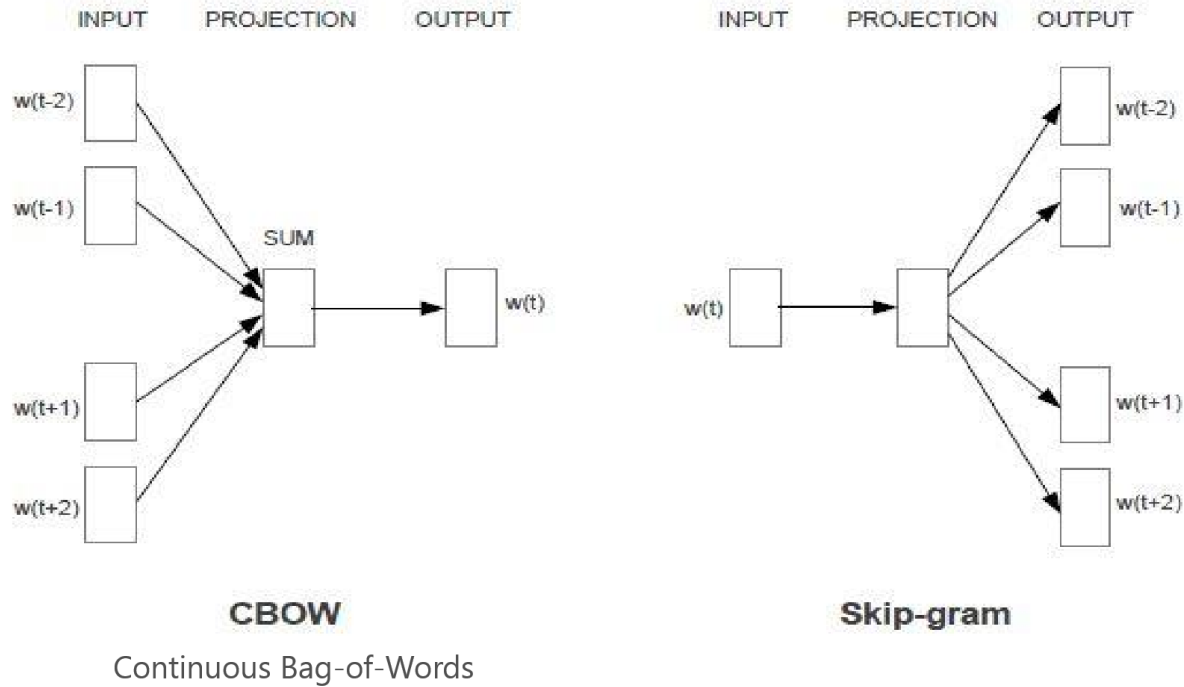 INPUT PROJECTION OUTPUT
w(t-2)
w(t-1)
SUM
w(t)
w(t+1)
w(t+2)
CBOW
Continuous Bag-of-Words
INPUT PROJECTION OUTPUT
w(t-2)
w(t-1)
w(t)
w(t+1)
w(t+2)
Skip-gram